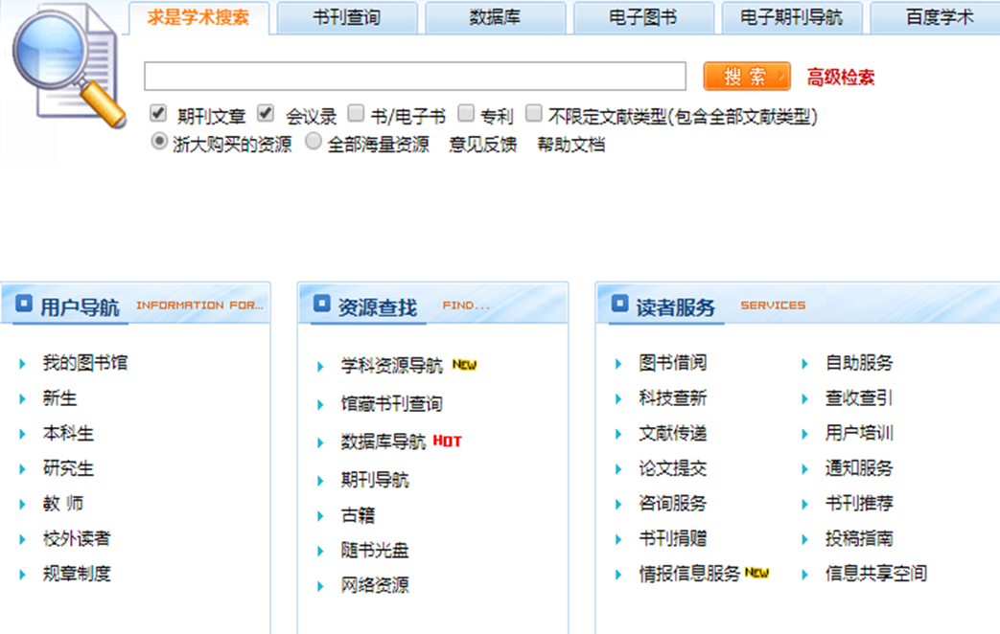 求是学术搜索 书刊查询 数据库 电子图书 电子期刊导航 百度学术
搜 索 高级检索
期刊文章 会议录 书/电子书 专利 不限定文献类型(包含全部文献类型)
浙大购买的资源 全部海量资源 意见反馈 帮助文档
用户导航 INFORMATION FOR...
我的图书馆
新生
本科生
研究生
教 师
校外读者
规章制度
资源查找 FIND...
学科资源导航 NEW
馆藏书刊查询
数据库导航 HOT
期刊导航
古籍
随书光盘
网络资源
读者服务 SERVICES
图书借阅 自助服务
科技查新 查收查引
文献传递 用户培训
论文提交 通知服务
咨询服务 书刊推荐
书刊捐赠 投稿指南
情报信息服务 NEW 信息共享空间